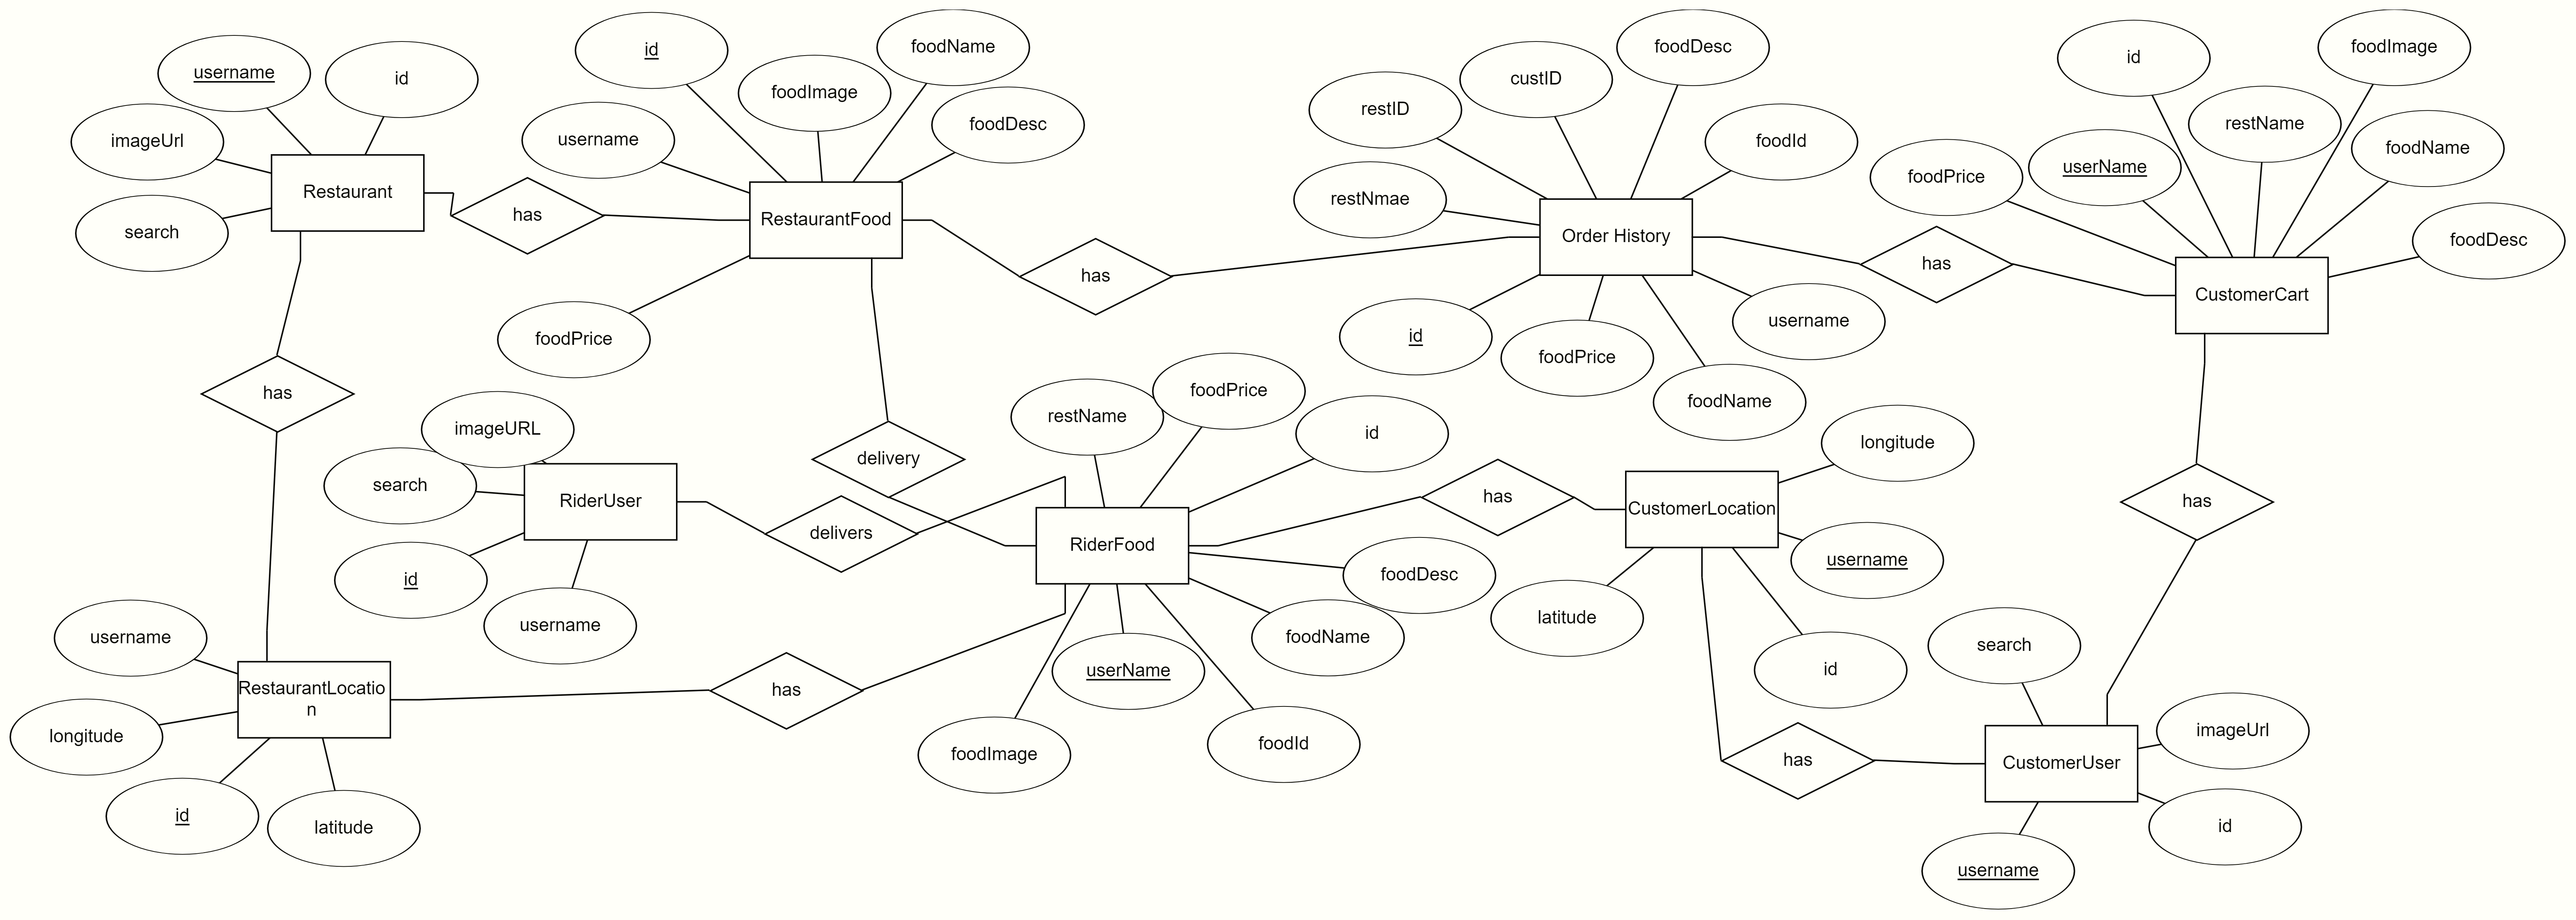 username
id
imageUrl
search
Restaurant
has
id
foodImage
foodName
username
foodDesc
RestaurantFood
foodPrice
has
restID
custID
foodDesc
foodId
restNmae
Order History
id
foodPrice
username
foodName
has
id
foodImage
restName
userName
foodPrice
foodName
foodDesc
CustomerCart
has
delivery
has
imageURL
search
RiderUser
id
username
delivers
restName
foodPrice
id
RiderFood
foodDesc
foodName
userName
foodId
foodImage
has
longitude
CustomerLocation
username
latitude
id
has
username
RestaurantLocatio
n
longitude
id
latitude
has
has
search
imageUrl
CustomerUser
id
username